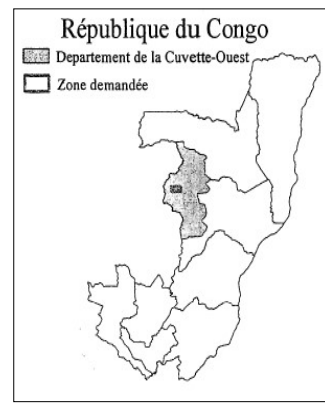 République du Congo
Departement de la Cuvette-Ouest
Zone demandée